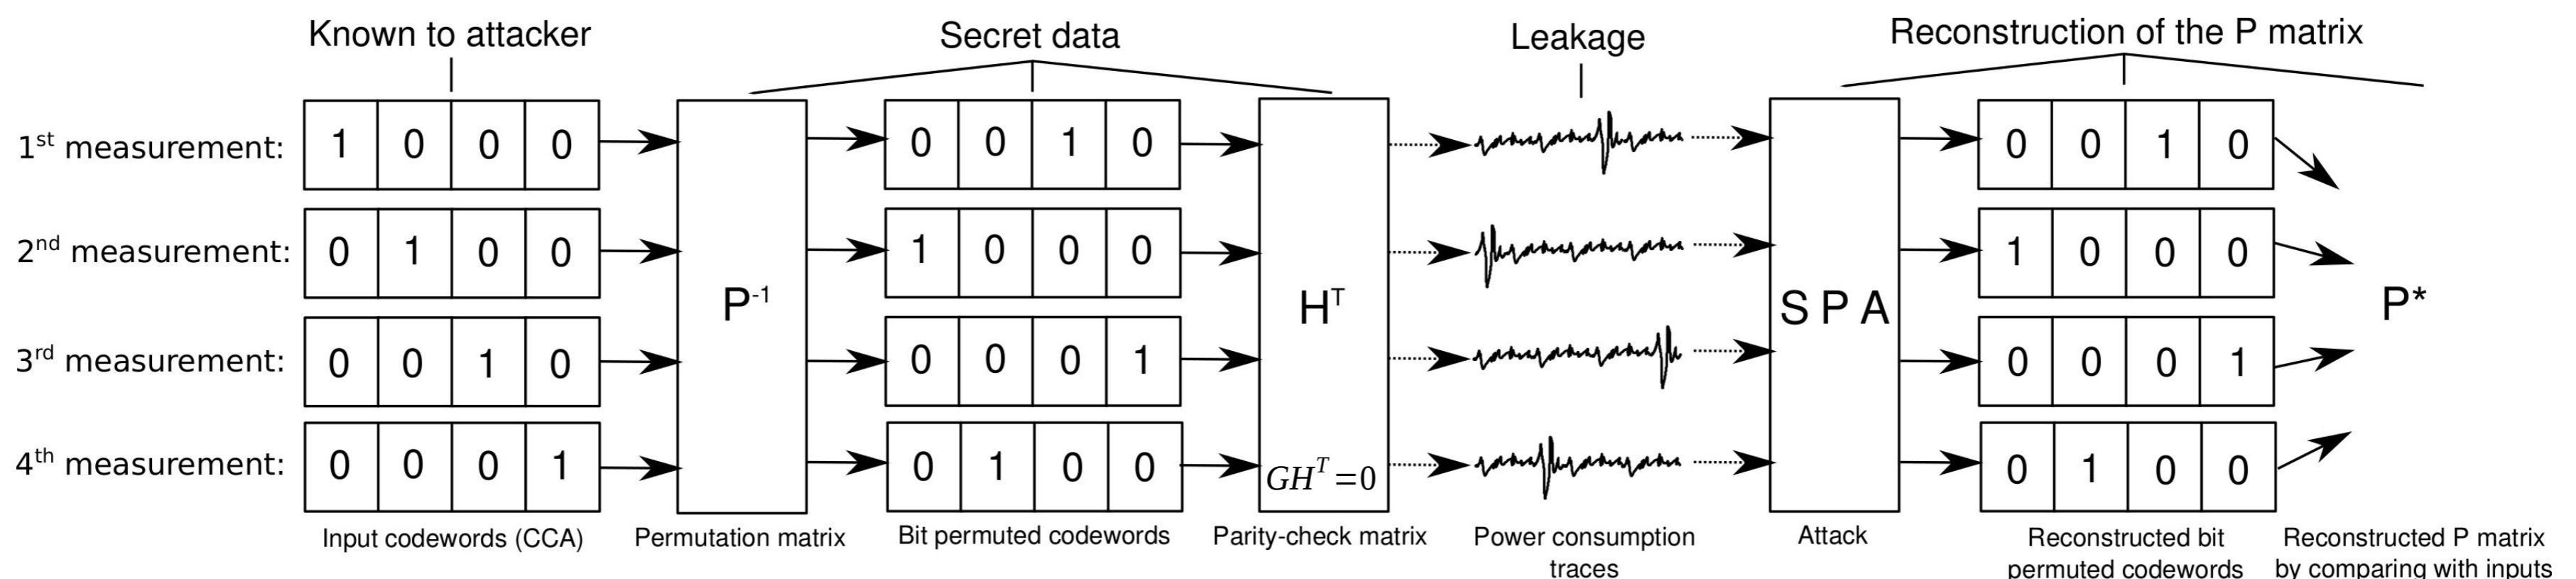 Known to attacker
Secret data
Leakage
Reconstruction of the P matrix
1st measurement: 1 0 0 0 0 0 1 0 0 0 1 0
2nd measurement: 0 1 0 0 1 0 0 0 1 0 0 0
P-1
HT
S P A
P*
3rd measurement: 0 0 1 0 0 0 0 1 0 0 0 1
4th measurement: 0 0 0 1 0 1 0 0 0 1 0 0
GHT=0
Input codewords (CCA)
Permutation matrix
Bit permuted codewords
Parity-check matrix
Power consumption
traces
Attack
Reconstructed bit
permuted codewords
Reconstructed P matrix
by comparing with inputs